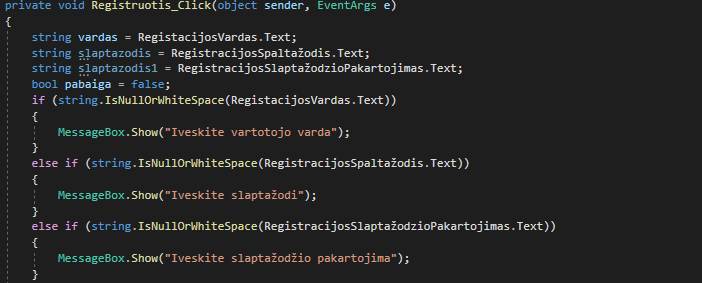 private void Registruotis_Click(object sender, EventArgs e)
{
string vardas = RegistacijosVardas.Text;
string slaptazodis = RegistracijosSpaltažodis.Text;
string slaptazodis1 = RegistracijosSlaptažodzioPakartojimas.Text;
bool pabaiga = false;
if (string.IsNullOrWhiteSpace(RegistacijosVardas.Text))
{
MessageBox.Show("Iveskite vartotojo varda");
}
else if (string.IsNullOrWhiteSpace(RegistracijosSpaltažodis.Text))
{
MessageBox.Show("Iveskite slaptažodi");
}
else if (string.IsNullOrWhiteSpace(RegistracijosSlaptažodzioPakartojimas.Text))
{
MessageBox.Show("Iveskite slaptažodžio pakartojima");
}